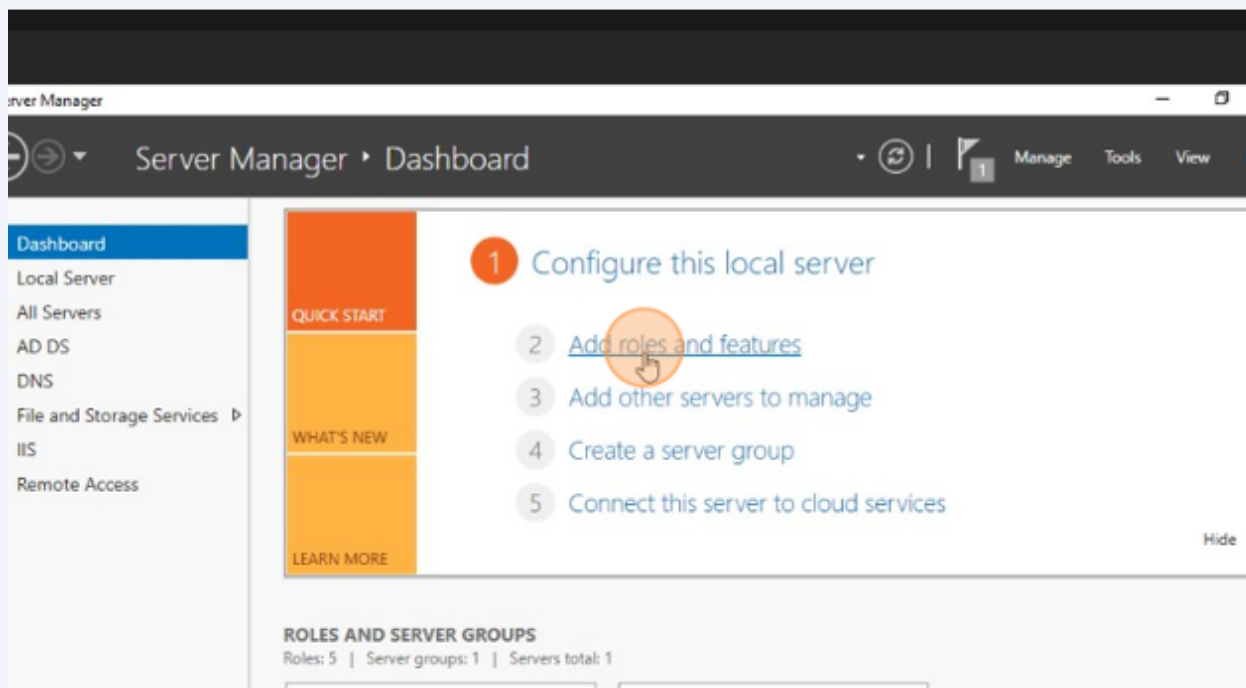 erver Manager
Server Manager ‣ Dashboard
1
Manage Tools View
Dashboard
Local Server
All Servers
AD DS
DNS
File and Storage Services
IIS
Remote Access
QUICK START
WHAT'S NEW
LEARN MORE
1 Configure this local server
2 Add roles and features
3 Add other servers to manage
4 Create a server group
5 Connect this server to cloud services
Hide
ROLES AND SERVER GROUPS
Roles: 5 | Server groups: 1 | Servers total: 1